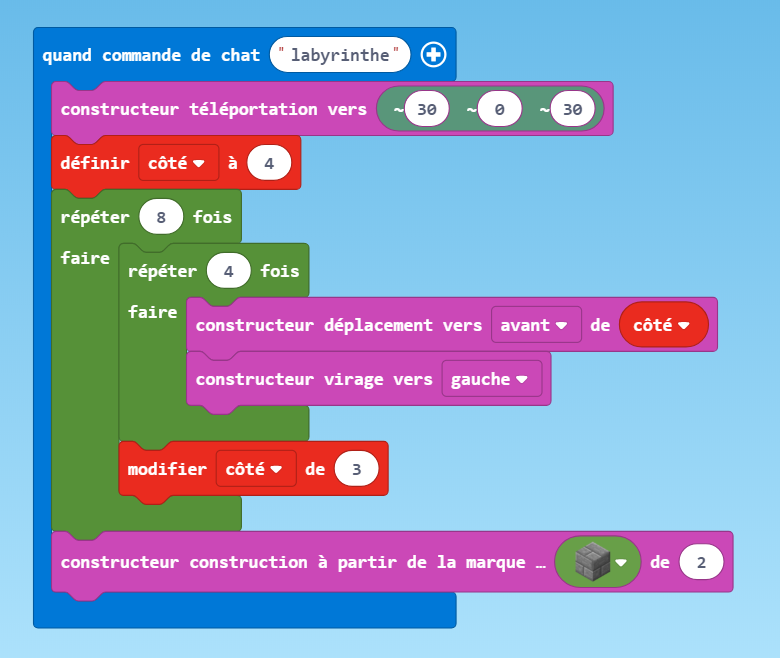 quand commande de chat "labyrinthe"
constructeur téléportation vers ~30 ~0 ~30
définir côté à 4
répéter 8 fois
faire répéter 4 fois
faire constructeur déplacement vers avant de côté
constructeur virage vers gauche
modifier côté de 3
constructeur construction à partir de la marque … de 2